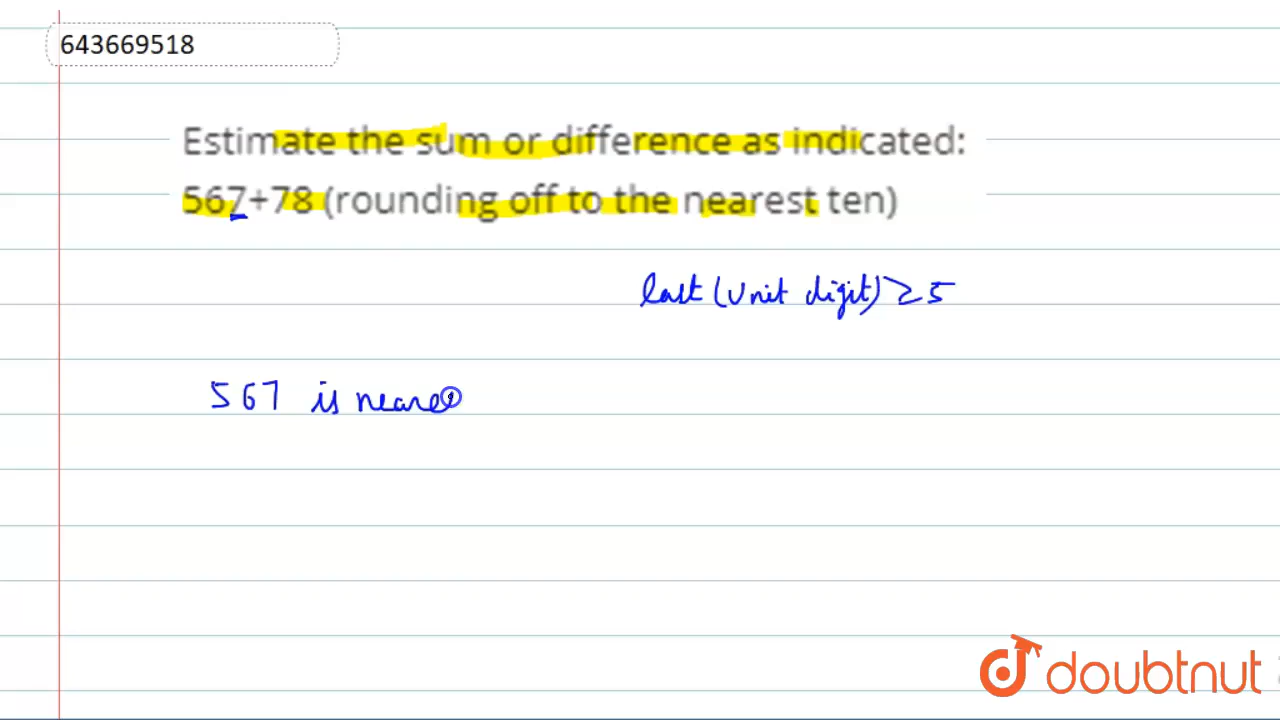 643669518
Estimate the sum or difference as indicated:
567+78 (rounding off to the nearest ten)
last (unit digit) ≥ 5
567 is neare
doubtnut